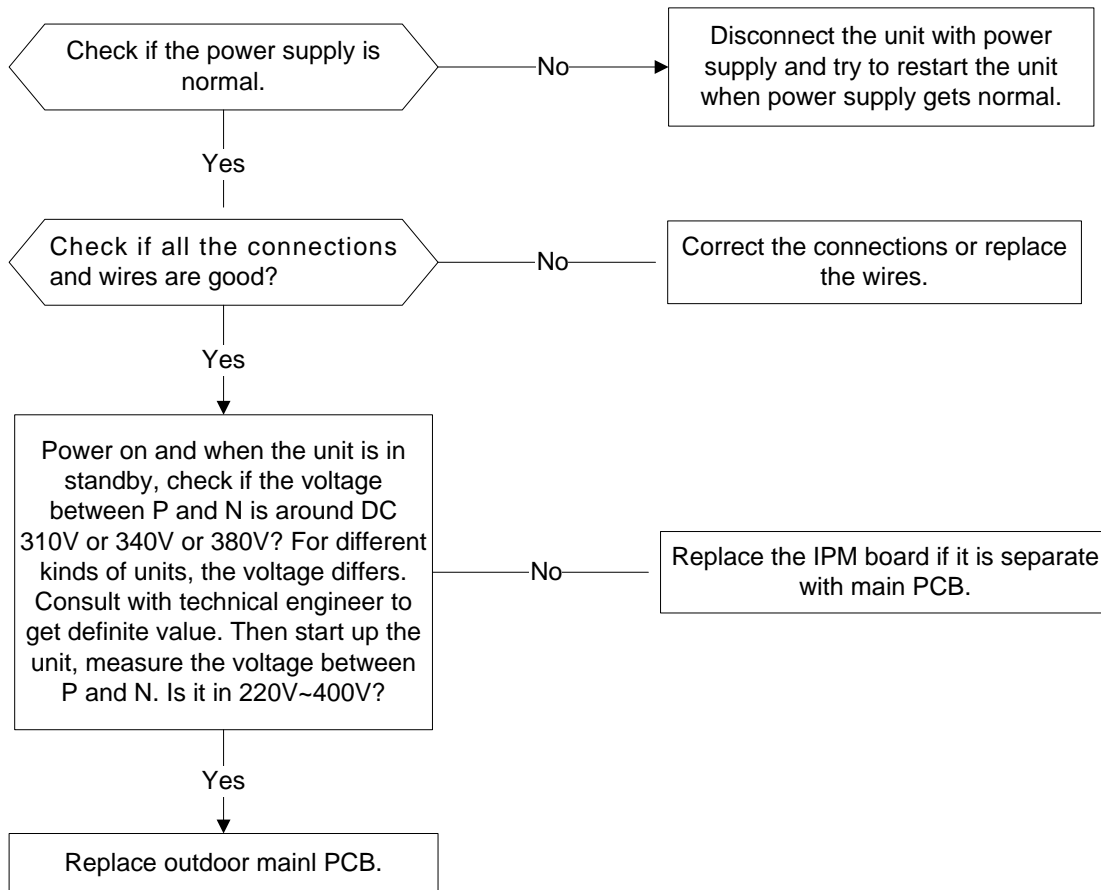 Check if the power supply is
normal.
No
Disconnect the unit with power
supply and try to restart the unit
when power supply gets normal.
Yes
Check if all the connections
and wires are good?
No
Correct the connections or replace
the wires.
Yes
Power on and when the unit is in
standby, check if the voltage
between P and N is around DC
310V or 340V or 380V? For different
kinds of units, the voltage differs.
Consult with technical engineer to
get definite value. Then start up the
unit, measure the voltage between
P and N. Is it in 220V~400V?
No
Replace the IPM board if it is separate
with main PCB.
Yes
Replace outdoor mainl PCB.